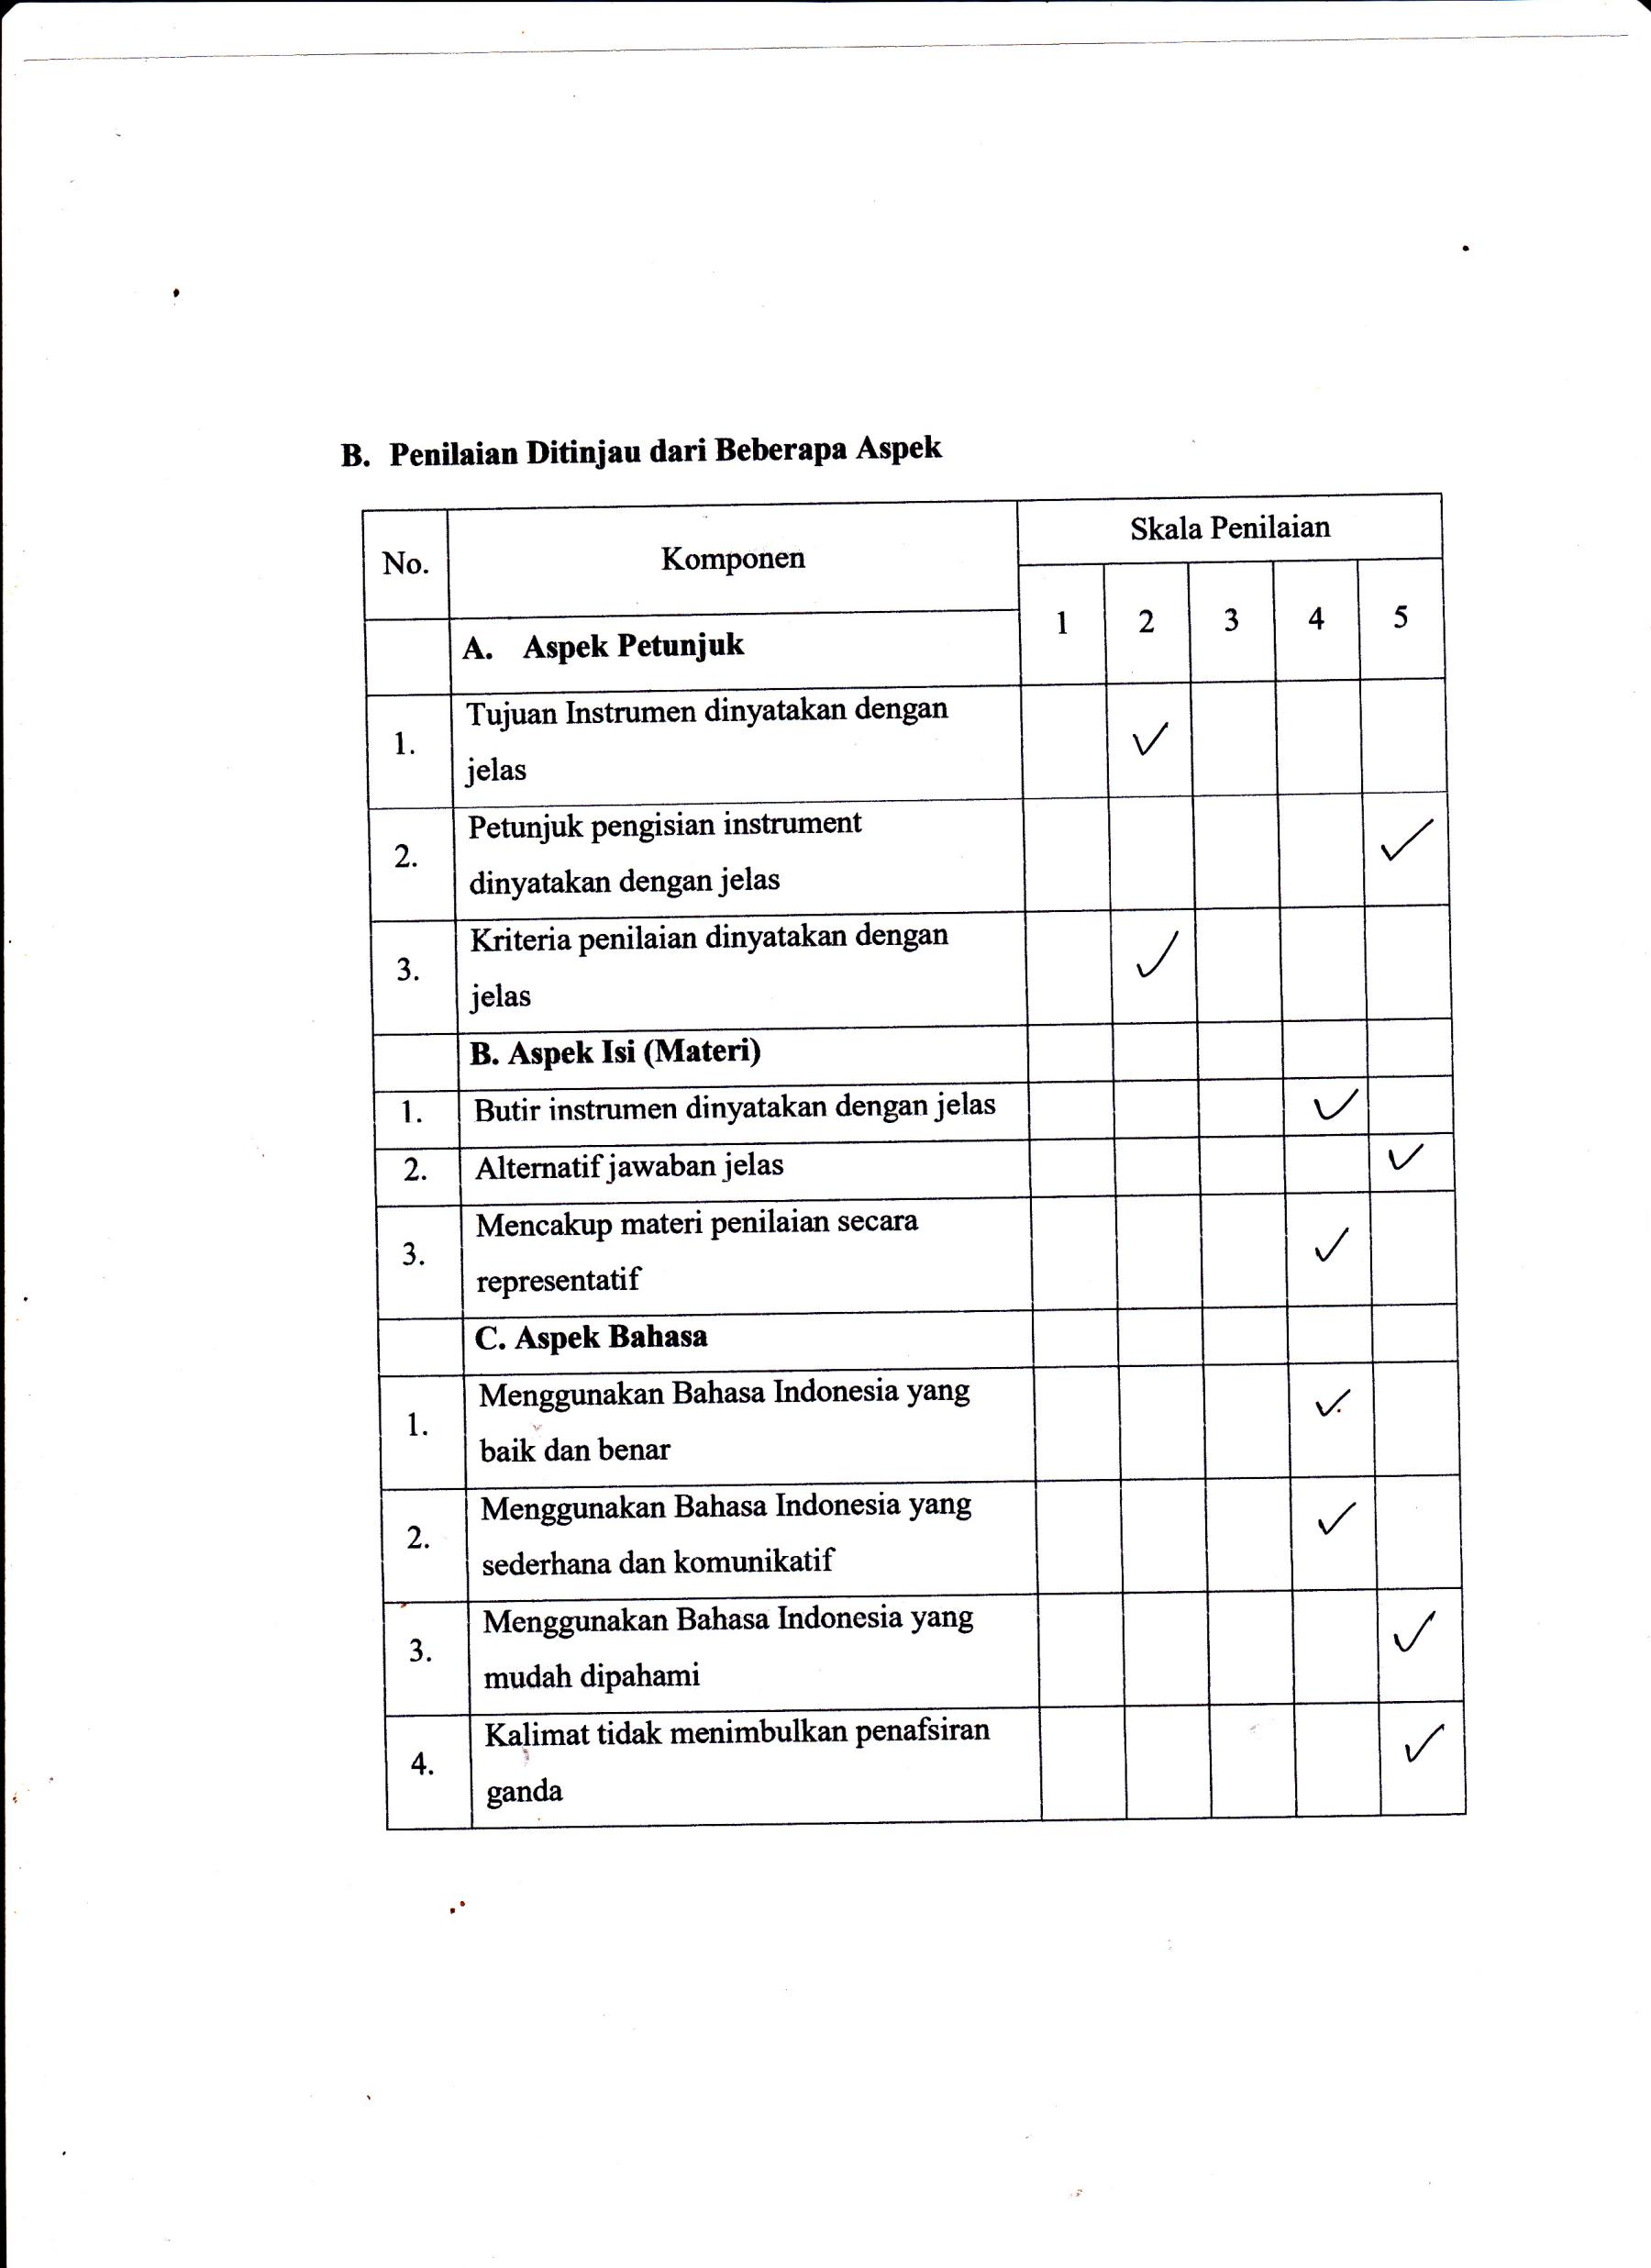 B. Penilaian Ditinjau dari Beberapa Aspek
No. Komponen Skala Penilaian
1 2 3 4 5
A. Aspek Petunjuk
1. Tujuan Instrumen dinyatakan dengan
jelas ✓
2. Petunjuk pengisian instrument
dinyatakan dengan jelas ✓
3. Kriteria penilaian dinyatakan dengan
jelas ✓
B. Aspek Isi (Materi)
1. Butir instrumen dinyatakan dengan jelas ✓
2. Alternatif jawaban jelas ✓
3. Mencakup materi penilaian secara
representatif ✓
C. Aspek Bahasa
1. Menggunakan Bahasa Indonesia yang
baik dan benar ✓
2. Menggunakan Bahasa Indonesia yang
sederhana dan komunikatif ✓
3. Menggunakan Bahasa Indonesia yang
mudah dipahami ✓
4. Kalimat tidak menimbulkan penafsiran
ganda ✓